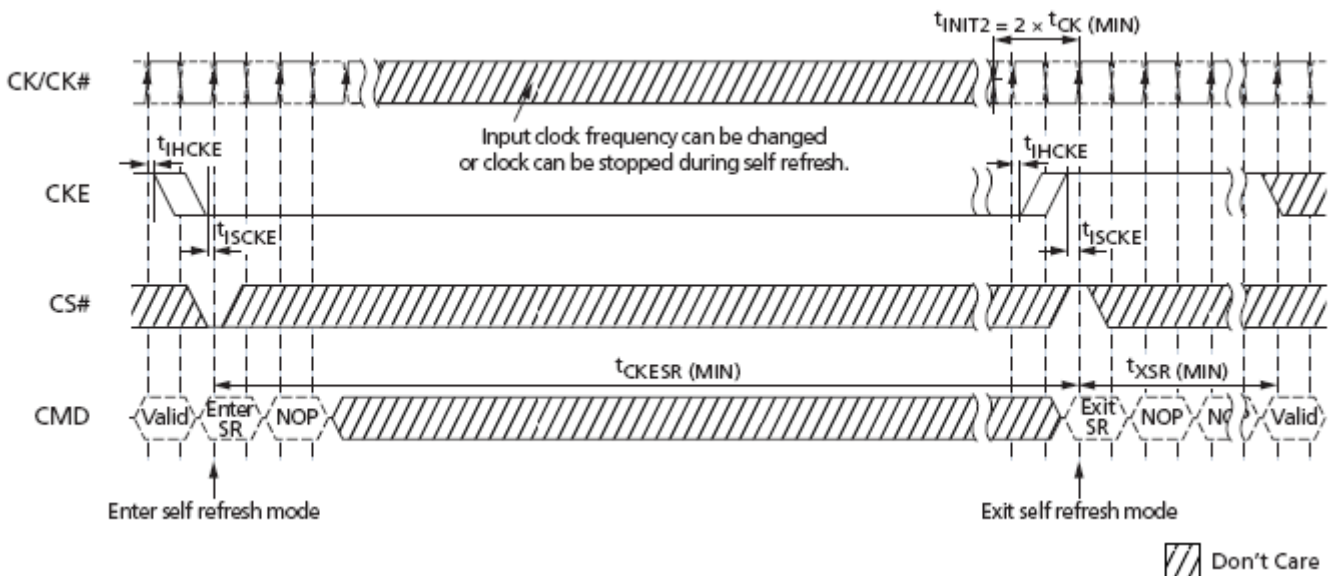 tINIT2 = 2 × tCK (MIN)
CK/CK#
Input clock frequency can be changed
or clock can be stopped during self refresh.
tIHCKE
tIHCKE
CKE
tISCKE
tISCKE
CS#
tCKESR (MIN)
tXSR (MIN)
CMD
Valid
Enter
SR
NOP
Exit
SR
NOP
Valid
Enter self refresh mode
Exit self refresh mode
Don't Care